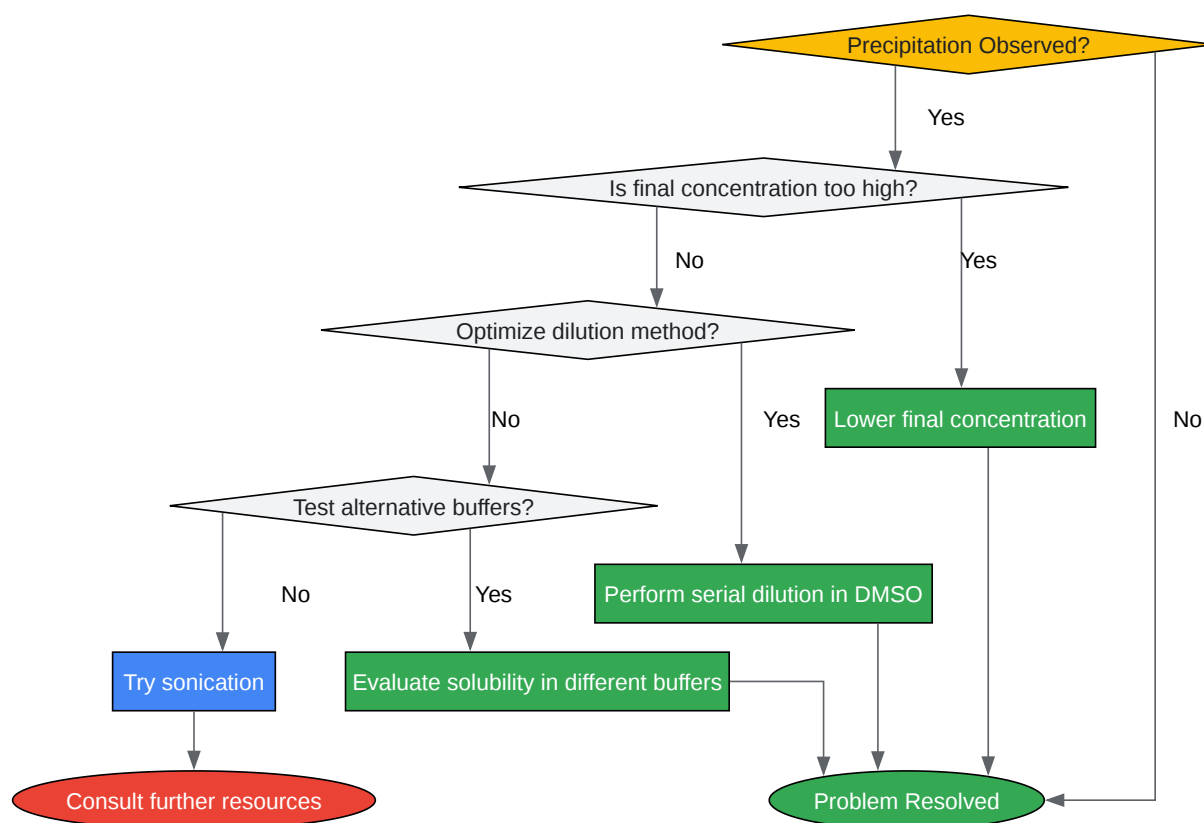 Precipitation Observed?
Yes
Is final concentration too high?
No
Yes
Optimize dilution method?
No
Yes
Lower final concentration
No
Test alternative buffers?
No
Yes
Perform serial dilution in DMSO
Try sonication
Evaluate solubility in different buffers
Consult further resources
Problem Resolved